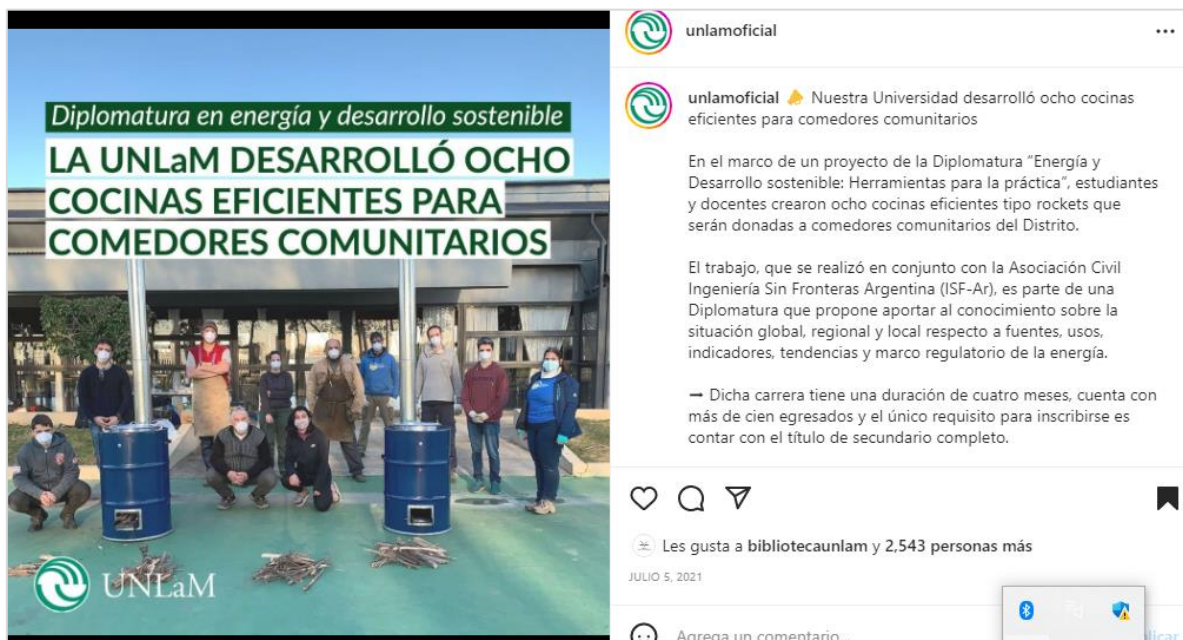 Diplomatura en energía y desarrollo sostenible
LA UNLaM DESARROLLÓ OCHO
COCINAS EFICIENTES PARA
COMEDORES COMUNITARIOS
UNLaM
unlamoficial
unlamoficial Nuestra Universidad desarrolló ocho cocinas
eficientes para comedores comunitarios
En el marco de un proyecto de la Diplomatura “Energía y
Desarrollo sostenible: Herramientas para la práctica”, estudiantes
y docentes crearon ocho cocinas eficientes tipo rockets que
serán donadas a comedores comunitarios del Distrito.
El trabajo, que se realizó en conjunto con la Asociación Civil
Ingeniería Sin Fronteras Argentina (ISF-Ar), es parte de una
Diplomatura que propone aportar al conocimiento sobre la
situación global, regional y local respecto a fuentes, usos,
indicadores, tendencias y marco regulatorio de la energía.
➞ Dicha carrera tiene una duración de cuatro meses, cuenta con
más de cien egresados y el único requisito para inscribirse es
contar con el título de secundario completo.
Les gusta a bibliotecaunlam y 2,543 personas más
JULIO 5, 2021
Agrega un comentario...